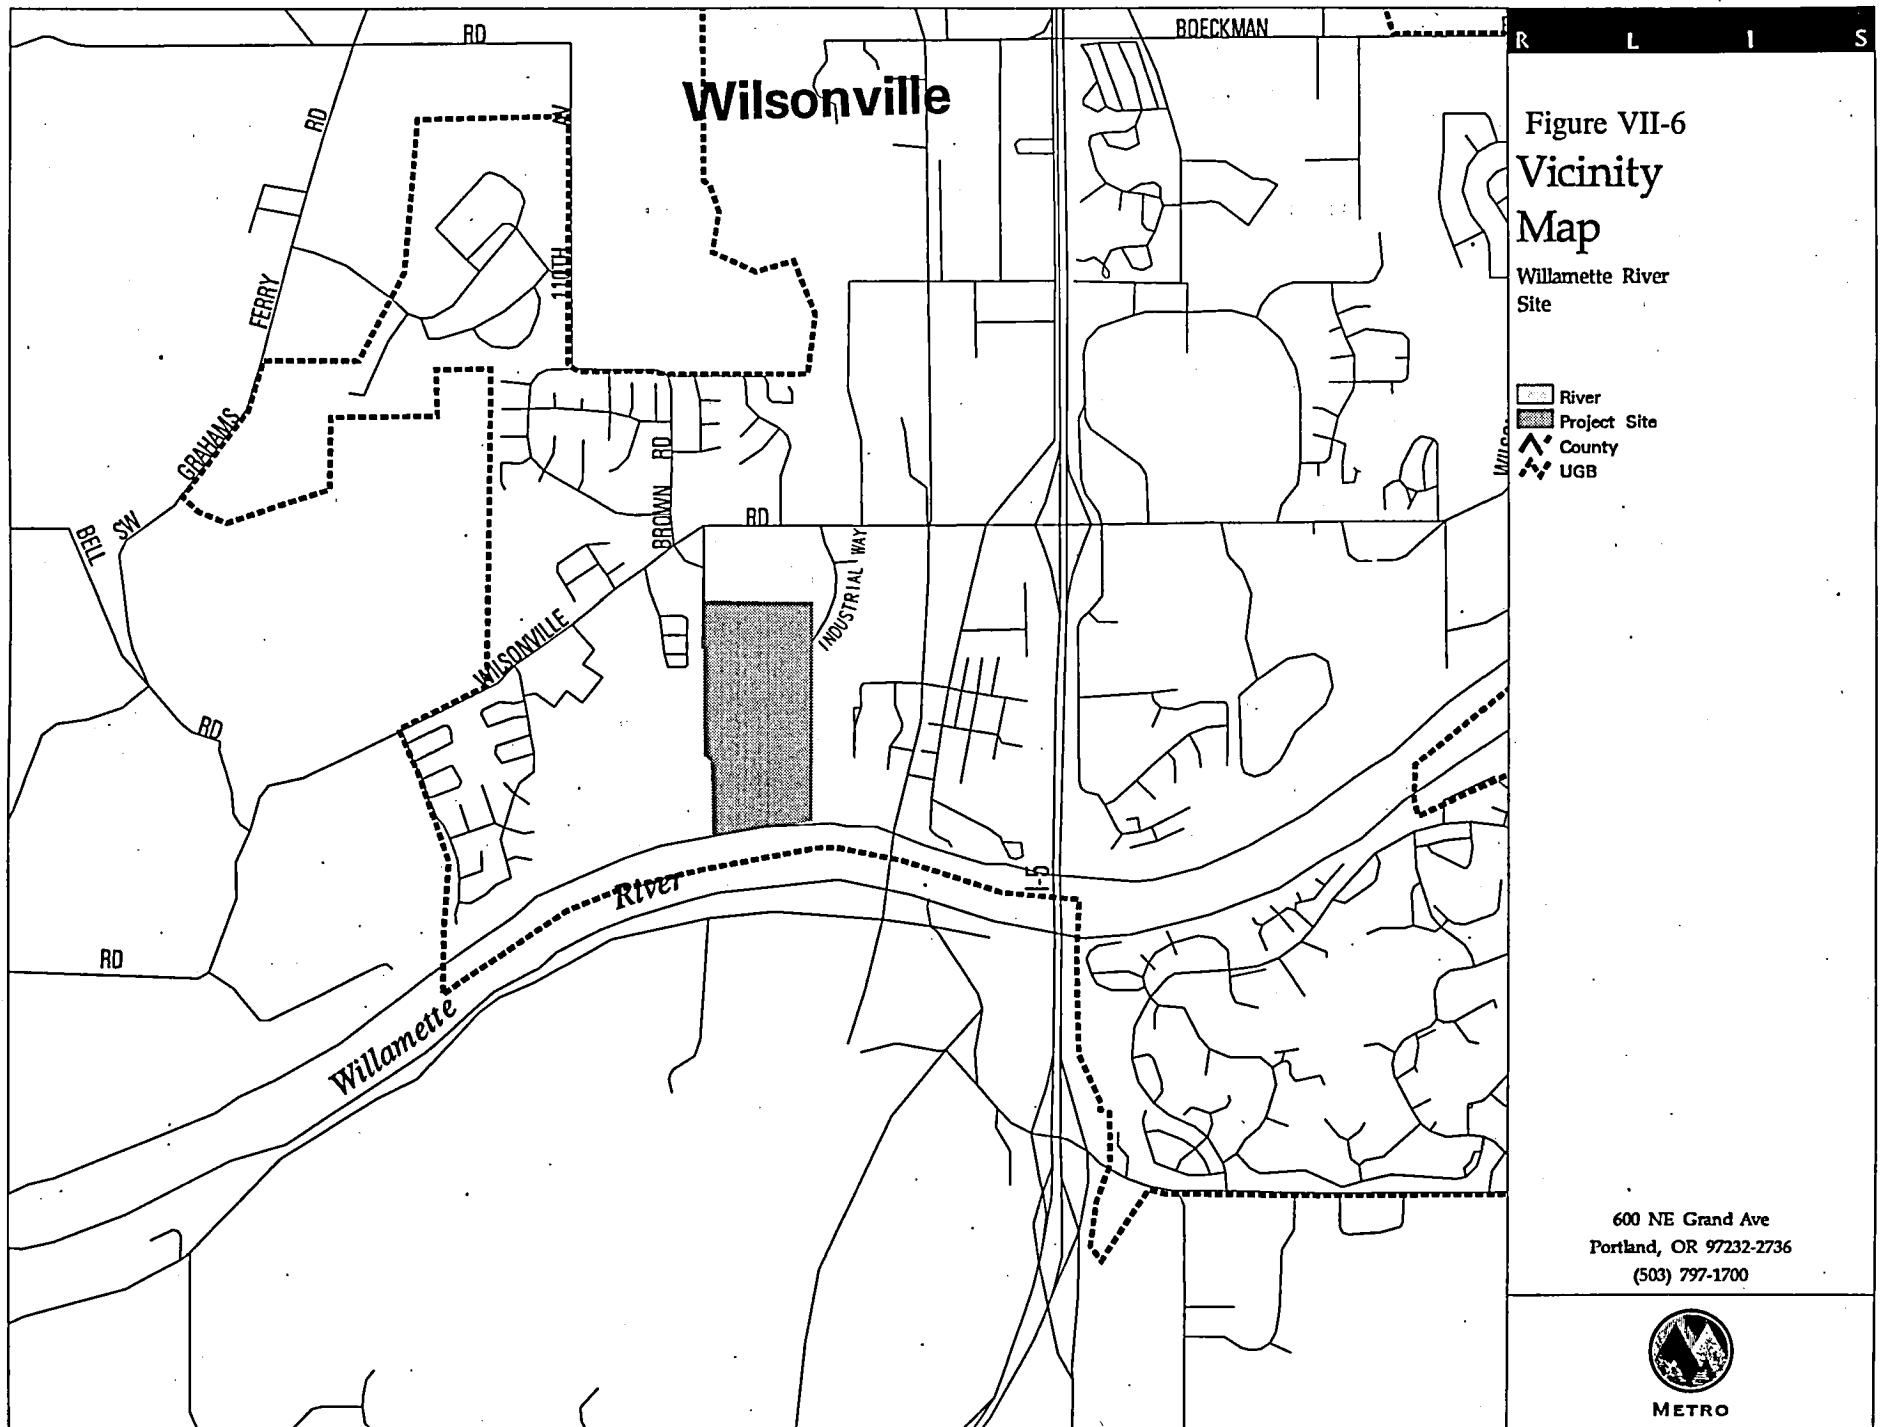 RD
BOECKMAN
R L I S
Wilsonville
RD
AV
Figure VII-6
Vicinity
Map
Willamette River
Site
110TH
FERRY
River
Project Site
County
UGB
GRAHAMS
RD
BROWN
SW
BELL
RD
INDUSTRIAL WAY
WILSONVILLE
RD
I-5
River
RD
Willamette
600 NE Grand Ave
Portland, OR 97232-2736
(503) 797-1700
METRO